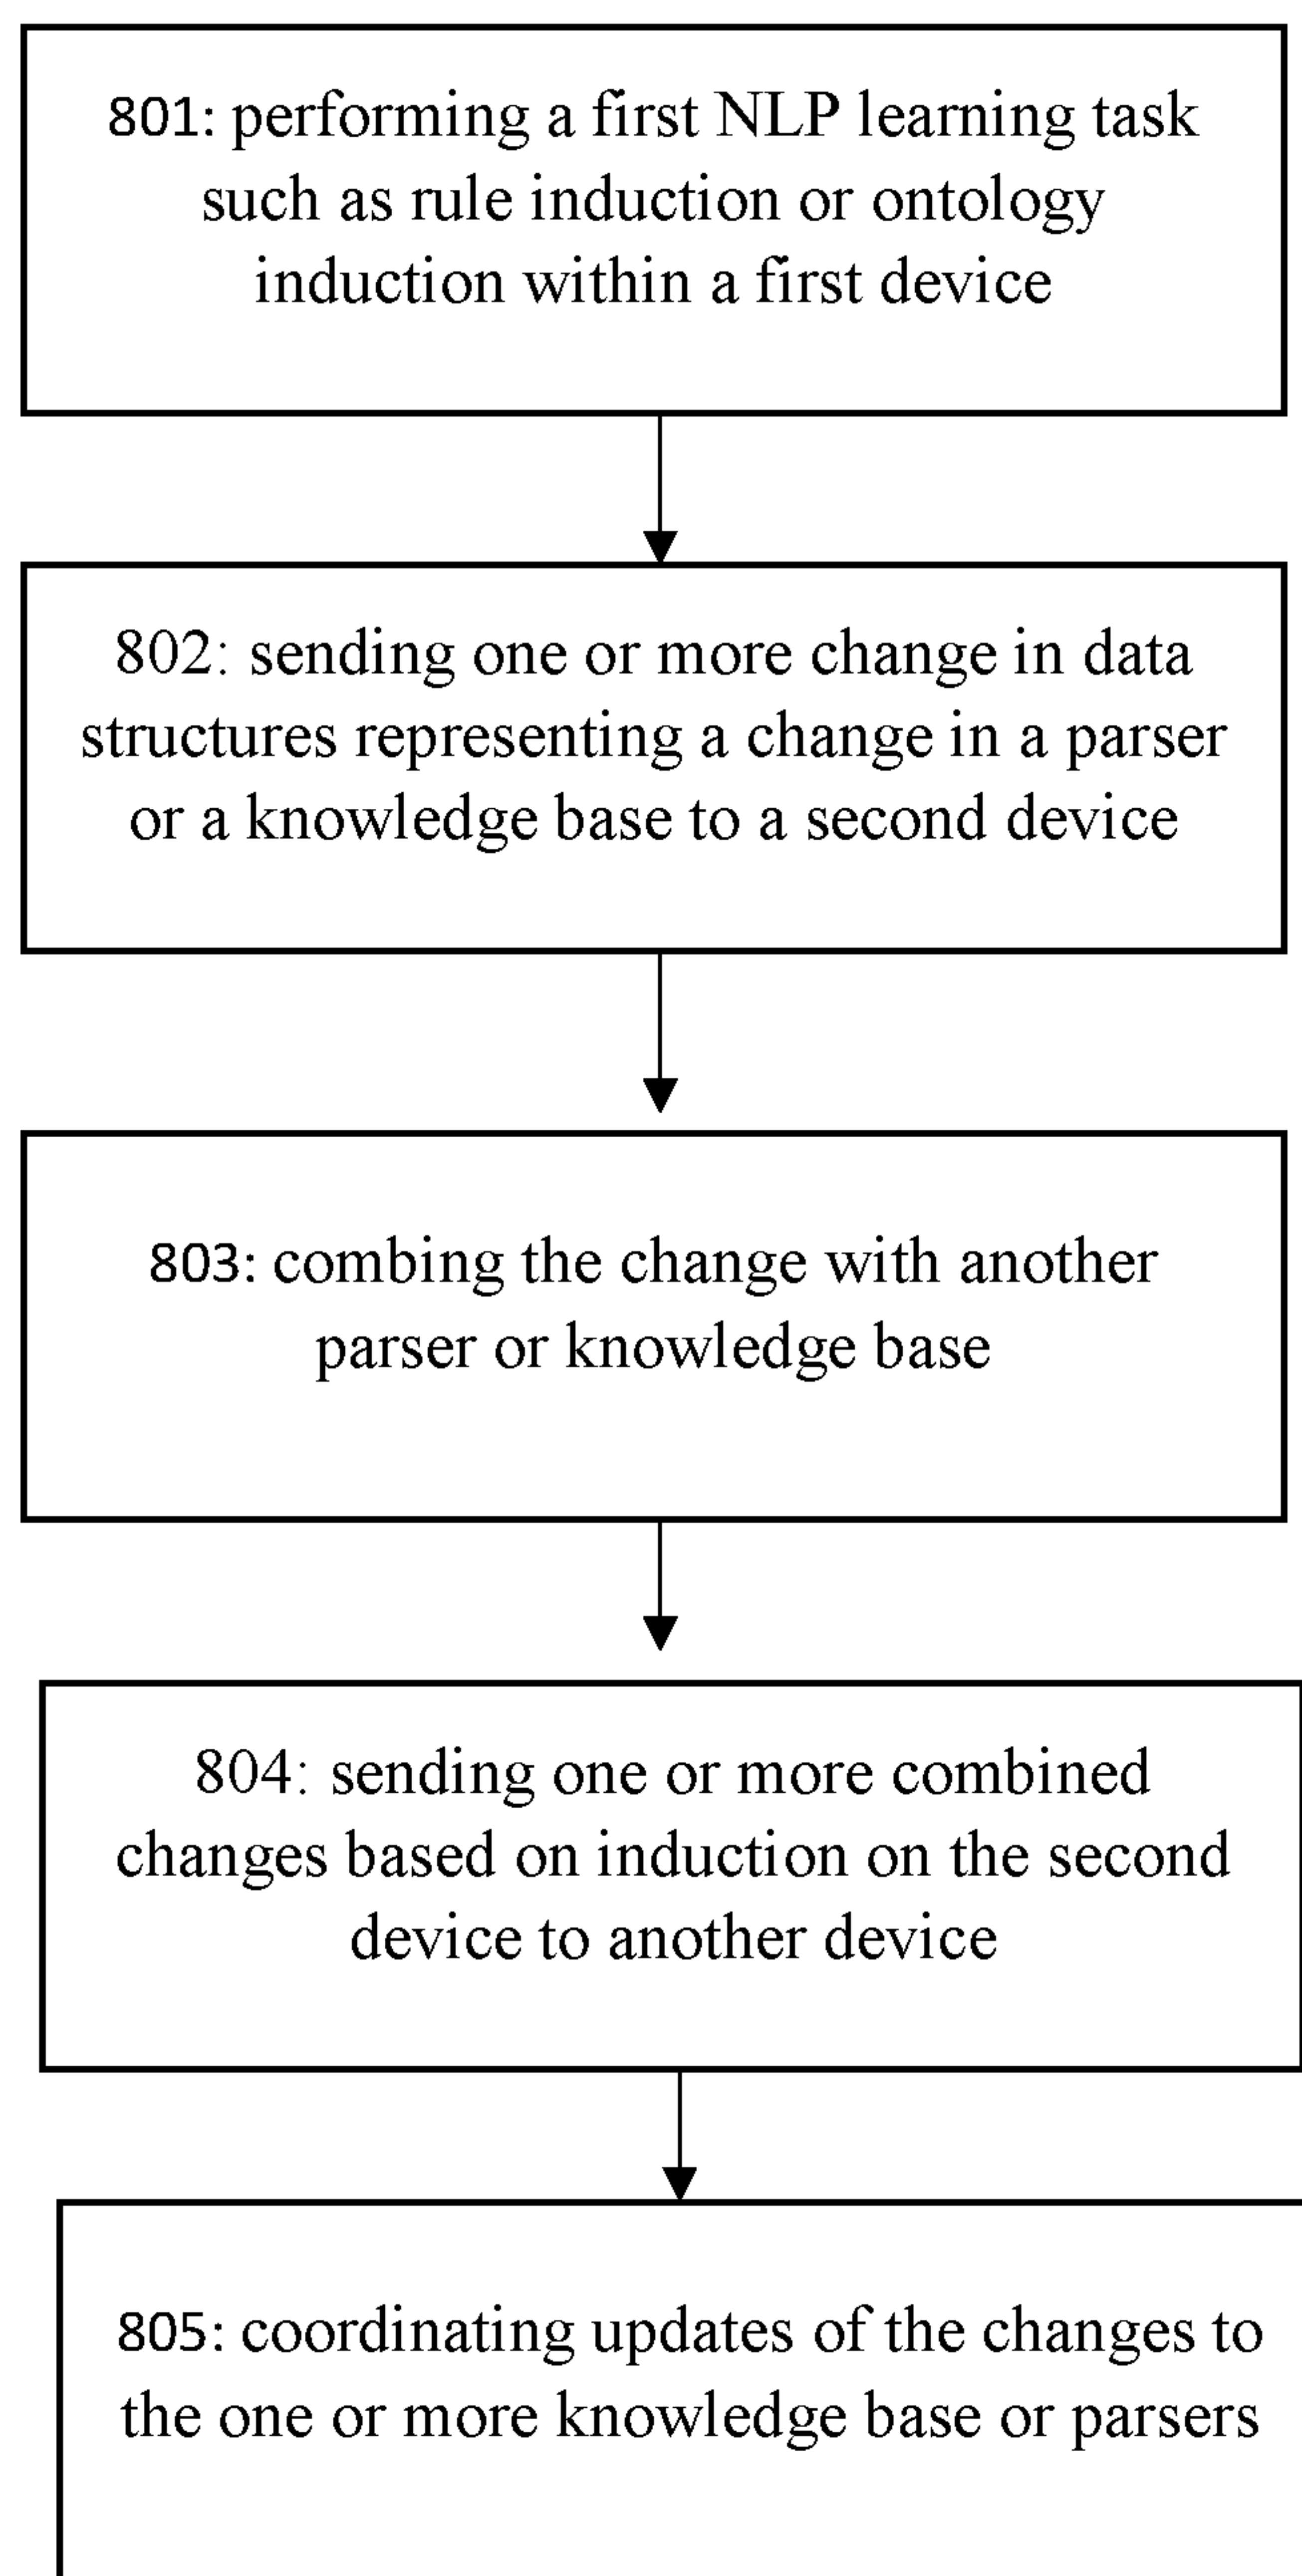 801: performing a first NLP learning task
such as rule induction or ontology
induction within a first device
802: sending one or more change in data
structures representing a change in a parser
or a knowledge base to a second device
803: combing the change with another
parser or knowledge base
804: sending one or more combined
changes based on induction on the second
device to another device
805: coordinating updates of the changes to
the one or more knowledge base or parsers